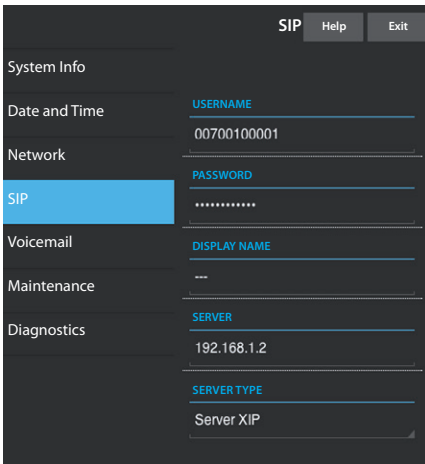 SIP Help Exit
System Info
Date and Time
Network
SIP
Voicemail
Maintenance
Diagnostics
USERNAME
00700100001
PASSWORD
............
DISPLAY NAME
---
SERVER
192.168.1.2
SERVER TYPE
Server XIP